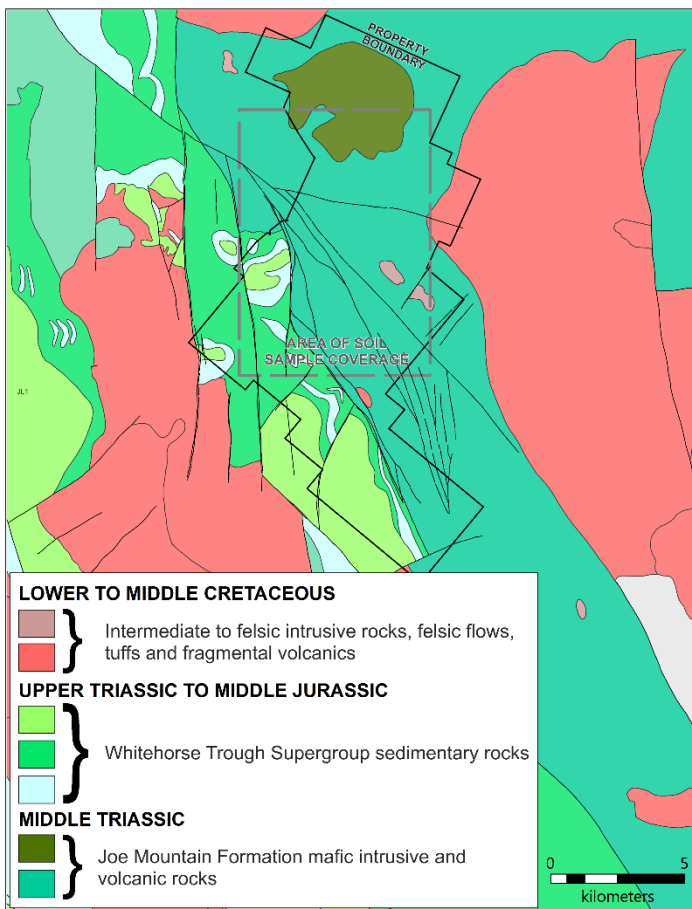 PROPERTY
BOUNDARY
AREA OF SOIL
SAMPLE COVERAGE
JL1
LOWER TO MIDDLE CRETACEOUS
Intermediate to felsic intrusive rocks, felsic flows,
tuffs and fragmental volcanics
UPPER TRIASSIC TO MIDDLE JURASSIC
Whitehorse Trough Supergroup sedimentary rocks
MIDDLE TRIASSIC
Joe Mountain Formation mafic intrusive and
volcanic rocks
0 5
kilometers